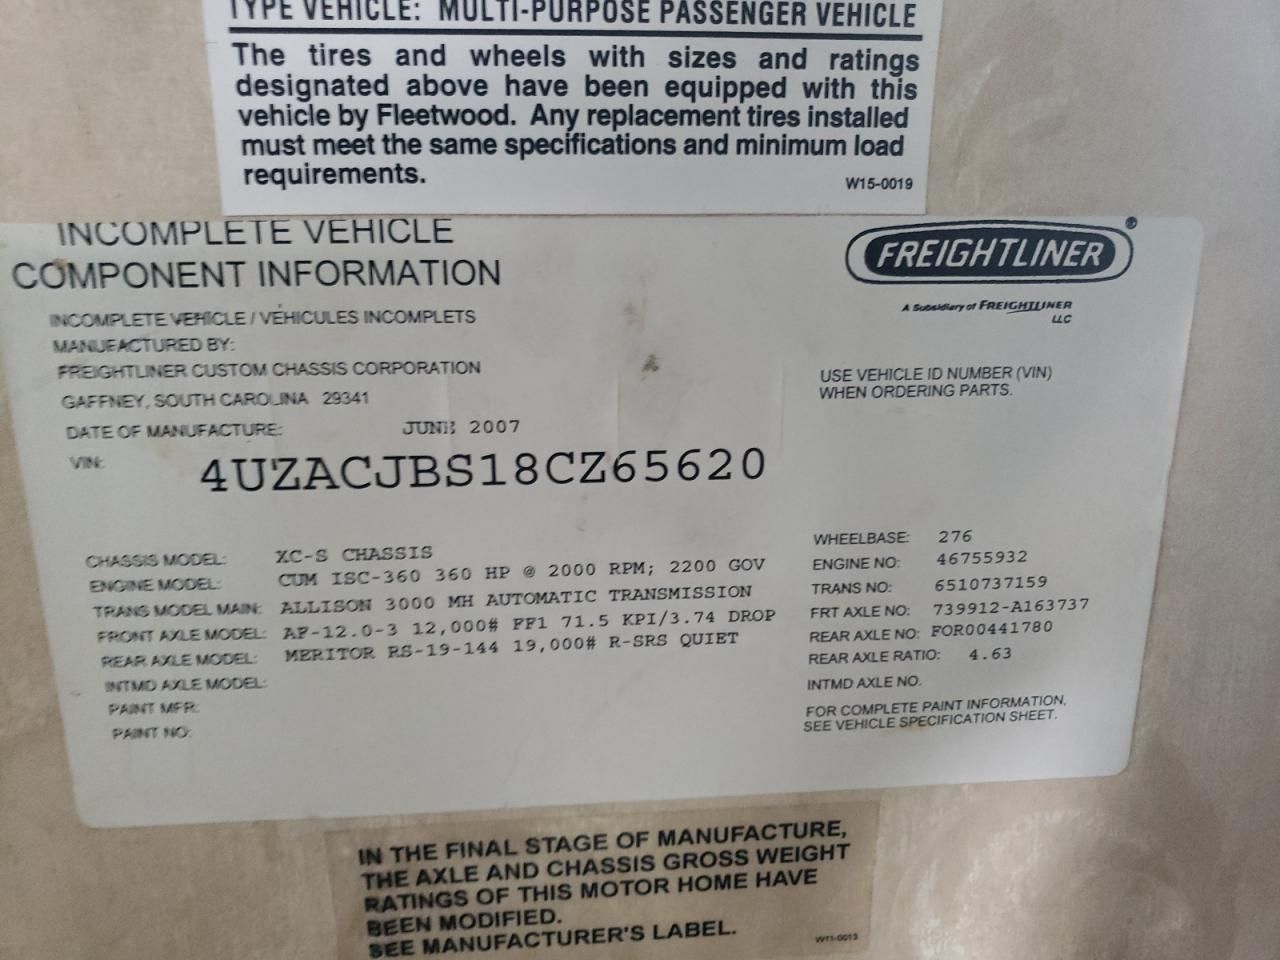 TYPE VEHICLE: MULTI-PURPOSE PASSENGER VEHICLE
The tires and wheels with sizes and ratings
designated above have been equipped with this
vehicle by Fleetwood. Any replacement tires installed
must meet the same specifications and minimum load
requirements.
W15-0019
INCOMPLETE VEHICLE
COMPONENT INFORMATION
FREIGHTLINER ®
A Subsidiary of FREIGHTLINER
LLC
INCOMPLETE VEHICLE / VÉHICULES INCOMPLETS
MANUFACTURED BY:
FREIGHTLINER CUSTOM CHASSIS CORPORATION
GAFFNEY, SOUTH CAROLINA 29341
DATE OF MANUFACTURE: JUNE 2007
VIN: 4UZACJBS18CZ65620
USE VEHICLE ID NUMBER (VIN)
WHEN ORDERING PARTS.
CHASSIS MODEL: XC-S CHASSIS
ENGINE MODEL: CUM ISC-360 360 HP @ 2000 RPM; 2200 GOV
TRANS MODEL MAIN: ALLISON 3000 MH AUTOMATIC TRANSMISSION
FRONT AXLE MODEL: AF-12.0-3 12,000# FF1 71.5 KPI/3.74 DROP
REAR AXLE MODEL: MERITOR RS-19-144 19,000# R-SRS QUIET
INTMD AXLE MODEL:
PAINT MFR:
PAINT NO:
WHEELBASE: 276
ENGINE NO: 46755932
TRANS NO: 6510737159
FRT AXLE NO: 739912-A163737
REAR AXLE NO: FOR00441780
REAR AXLE RATIO: 4.63
INTMD AXLE NO.
FOR COMPLETE PAINT INFORMATION,
SEE VEHICLE SPECIFICATION SHEET.
IN THE FINAL STAGE OF MANUFACTURE,
THE AXLE AND CHASSIS GROSS WEIGHT
RATINGS OF THIS MOTOR HOME HAVE
BEEN MODIFIED.
SEE MANUFACTURER'S LABEL.
W11-0013